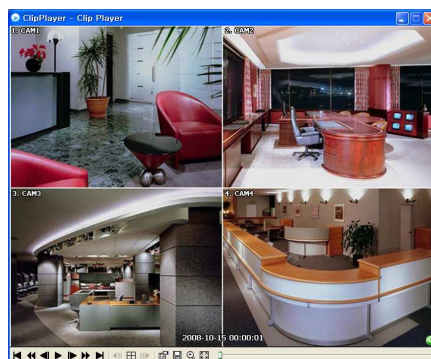 ClipPlayer - Clip Player
1. CAM1
2. CAM2
3. CAM3
4. CAM4
2008-10-15 00:00:01